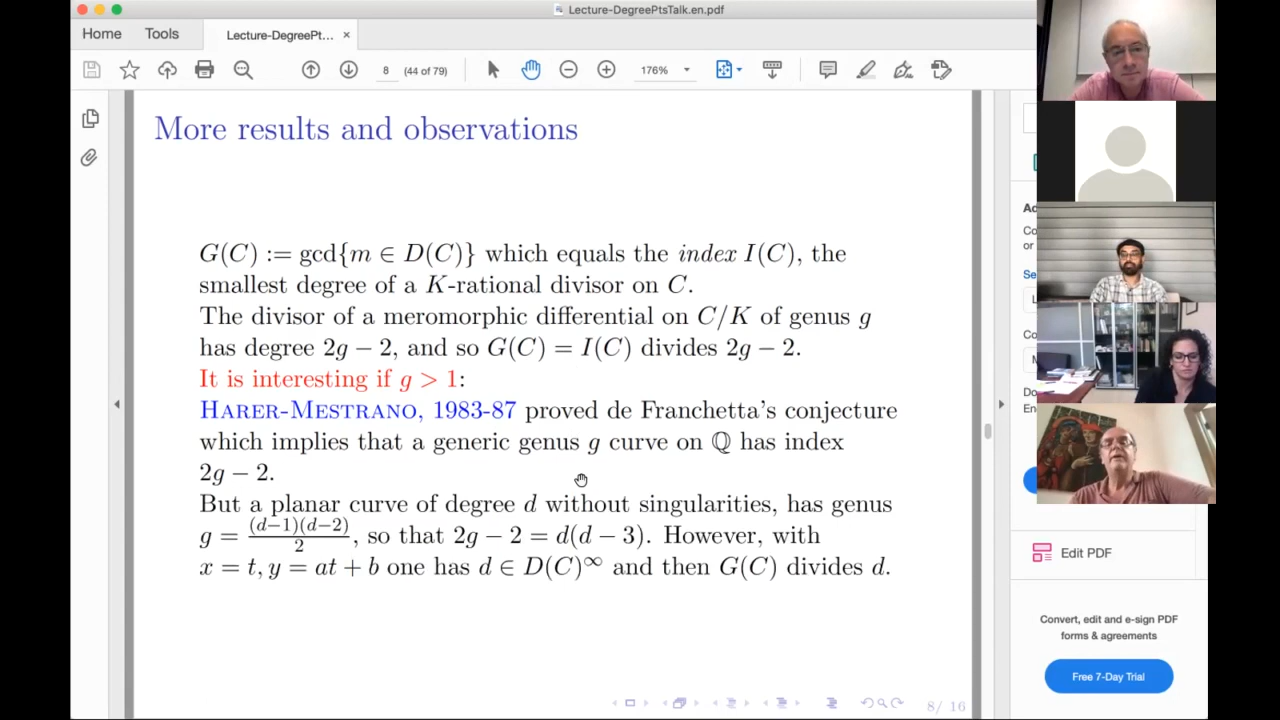 Lecture-DegreePtsTalk.en.pdf
Home
Tools
Lecture-DegreePt... ×
8 (44 of 79)
176%
More results and observations
G(C) := gcd{m ∈ D(C)} which equals the index I(C), the
smallest degree of a K-rational divisor on C.
The divisor of a meromorphic differential on C/K of genus g
has degree 2g − 2, and so G(C) = I(C) divides 2g − 2.
It is interesting if g > 1:
HARER-MESTRANO, 1983-87 proved de Franchetta's conjecture
which implies that a generic genus g curve on ℚ has index
2g − 2.
But a planar curve of degree d without singularities, has genus
g = (d−1)(d−2)/2, so that 2g − 2 = d(d − 3). However, with
x = t, y = at + b one has d ∈ D(C)^∞ and then G(C) divides d.
8/ 16
Edit PDF
Convert, edit and e-sign PDF
forms & agreements
Free 7-Day Trial